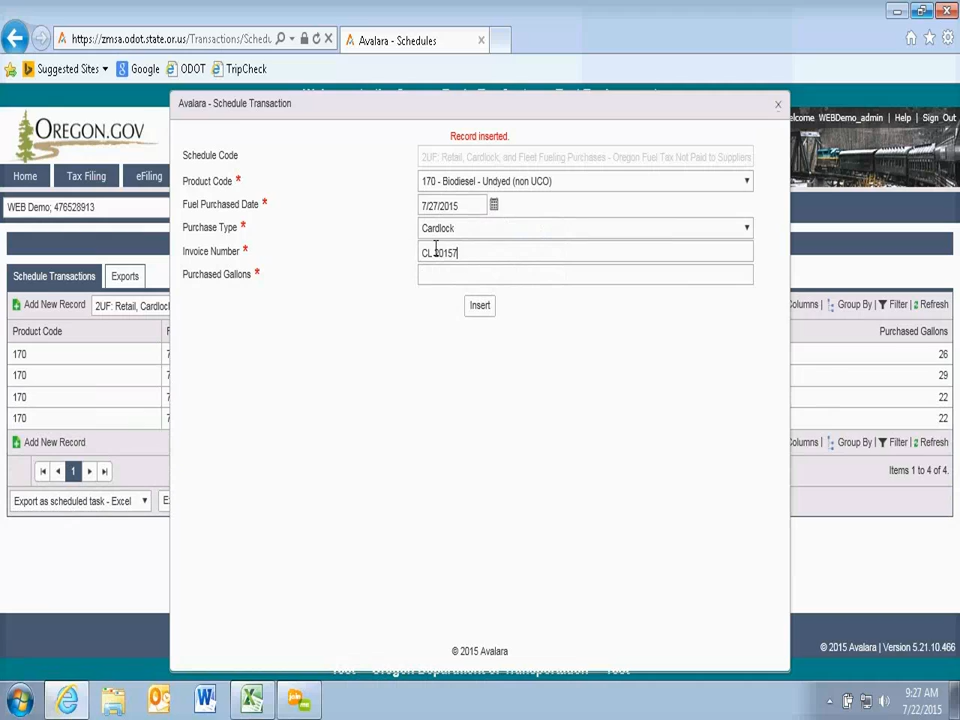 https://zmsa.odot.state.or.us/Transactions/Schedu
Avalara - Schedules
Suggested Sites
Google
ODOT
TripCheck
OREGON.GOV
elcome WEBDemo_admin | Help | Sign Out
Home
Tax Filing
eFiling
WEB Demo; 476528913
Avalara - Schedule Transaction
Record inserted.
Schedule Code
2UF: Retail, Cardlock, and Fleet Fueling Purchases - Oregon Fuel Tax Not Paid to Suppliers
Product Code *
170 - Biodiesel - Undyed (non UCO)
Fuel Purchased Date *
7/27/2015
Purchase Type *
Cardlock
Invoice Number *
CL 20157
Purchased Gallons *
Insert
Schedule Transactions
Exports
Add New Record
2UF: Retail, Cardloc
Columns | Group By | Filter | Refresh
Product Code
Purchased Gallons
170
26
170
29
170
22
170
22
Add New Record
Columns | Group By | Filter | Refresh
1
Items 1 to 4 of 4.
Export as scheduled task - Excel
© 2015 Avalara
© 2015 Avalara | Version 5.21.10.466
9:27 AM
7/22/2015